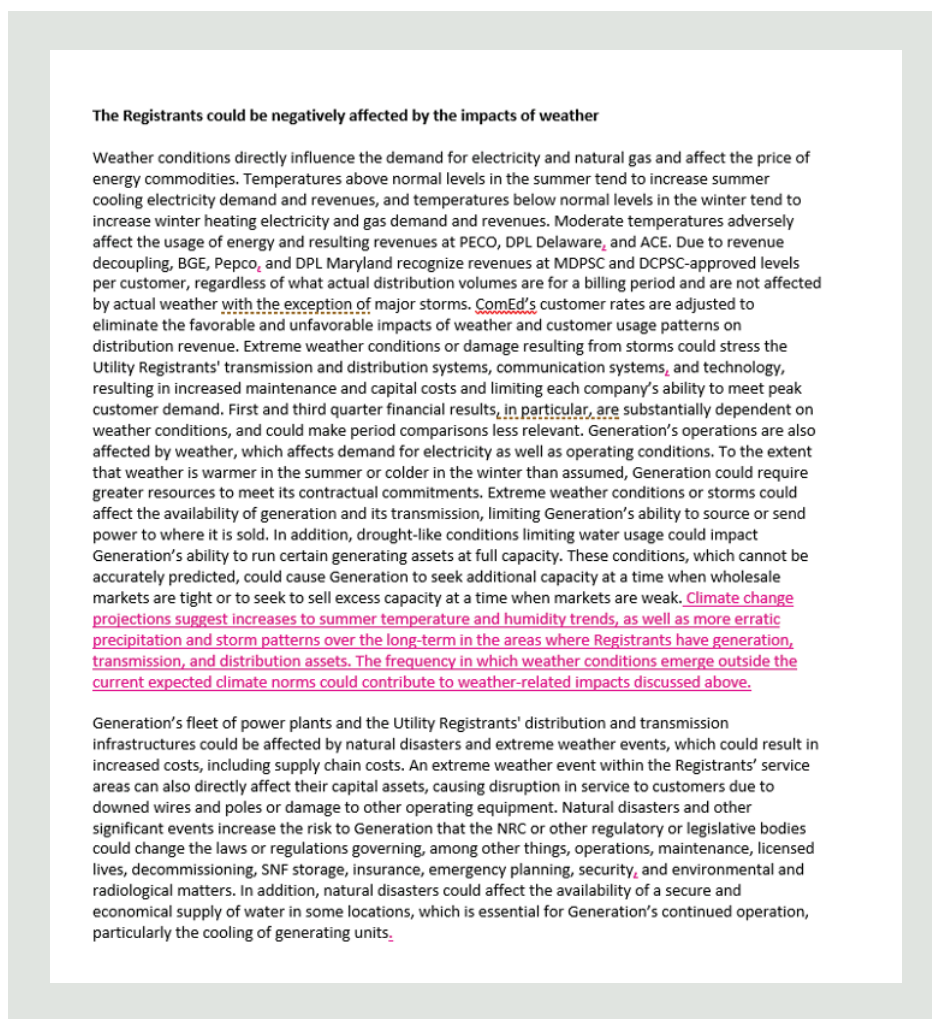 The Registrants could be negatively affected by the impacts of weather
Weather conditions directly influence the demand for electricity and natural gas and affect the price of
energy commodities. Temperatures above normal levels in the summer tend to increase summer
cooling electricity demand and revenues, and temperatures below normal levels in the winter tend to
increase winter heating electricity and gas demand and revenues. Moderate temperatures adversely
affect the usage of energy and resulting revenues at PECO, DPL Delaware, and ACE. Due to revenue
decoupling, BGE, Pepco, and DPL Maryland recognize revenues at MDPSC and DCPSC-approved levels
per customer, regardless of what actual distribution volumes are for a billing period and are not affected
by actual weather with the exception of major storms. ComEd's customer rates are adjusted to
eliminate the favorable and unfavorable impacts of weather and customer usage patterns on
distribution revenue. Extreme weather conditions or damage resulting from storms could stress the
Utility Registrants' transmission and distribution systems, communication systems, and technology,
resulting in increased maintenance and capital costs and limiting each company's ability to meet peak
customer demand. First and third quarter financial results, in particular, are substantially dependent on
weather conditions, and could make period comparisons less relevant. Generation's operations are also
affected by weather, which affects demand for electricity as well as operating conditions. To the extent
that weather is warmer in the summer or colder in the winter than assumed, Generation could require
greater resources to meet its contractual commitments. Extreme weather conditions or storms could
affect the availability of generation and its transmission, limiting Generation's ability to source or send
power to where it is sold. In addition, drought-like conditions limiting water usage could impact
Generation's ability to run certain generating assets at full capacity. These conditions, which cannot be
accurately predicted, could cause Generation to seek additional capacity at a time when wholesale
markets are tight or to seek to sell excess capacity at a time when markets are weak. Climate change
projections suggest increases to summer temperature and humidity trends, as well as more erratic
precipitation and storm patterns over the long-term in the areas where Registrants have generation,
transmission, and distribution assets. The frequency in which weather conditions emerge outside the
current expected climate norms could contribute to weather-related impacts discussed above.
Generation's fleet of power plants and the Utility Registrants' distribution and transmission
infrastructures could be affected by natural disasters and extreme weather events, which could result in
increased costs, including supply chain costs. An extreme weather event within the Registrants' service
areas can also directly affect their capital assets, causing disruption in service to customers due to
downed wires and poles or damage to other operating equipment. Natural disasters and other
significant events increase the risk to Generation that the NRC or other regulatory or legislative bodies
could change the laws or regulations governing, among other things, operations, maintenance, licensed
lives, decommissioning, SNF storage, insurance, emergency planning, security, and environmental and
radiological matters. In addition, natural disasters could affect the availability of a secure and
economical supply of water in some locations, which is essential for Generation's continued operation,
particularly the cooling of generating units.